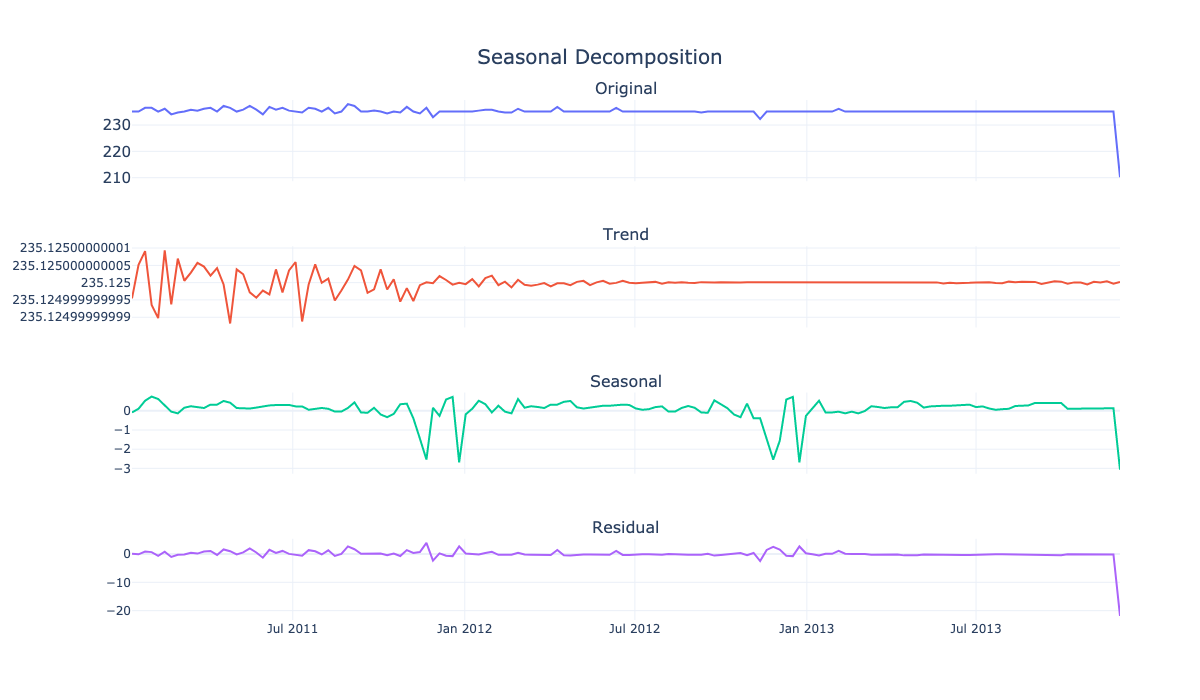 Seasonal Decomposition
Original
230
220
210
Trend
235.12500000001
235.125000000005
235.125
235.124999999995
235.12499999999
Seasonal
0
−1
−2
−3
Residual
0
−10
−20
Jul 2011 Jan 2012 Jul 2012 Jan 2013 Jul 2013